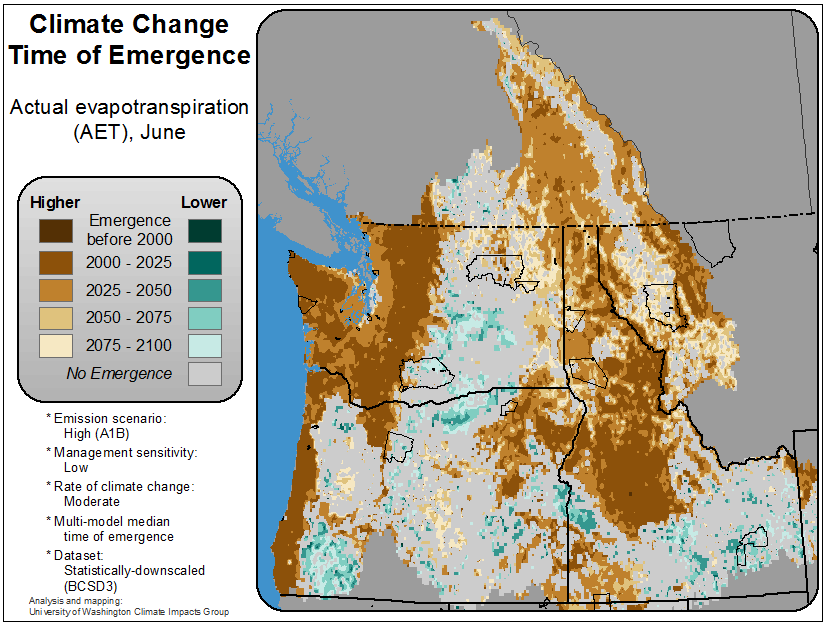 Climate Change
Time of Emergence
Actual evapotranspiration
(AET), June
Higher Lower
Emergence
before 2000
2000 - 2025
2025 - 2050
2050 - 2075
2075 - 2100
No Emergence
* Emission scenario:
High (A1B)
* Management sensitivity:
Low
* Rate of climate change:
Moderate
* Multi-model median
time of emergence
* Dataset:
Statistically-downscaled
(BCSD3)
Analysis and mapping:
University of Washington Climate Impacts Group